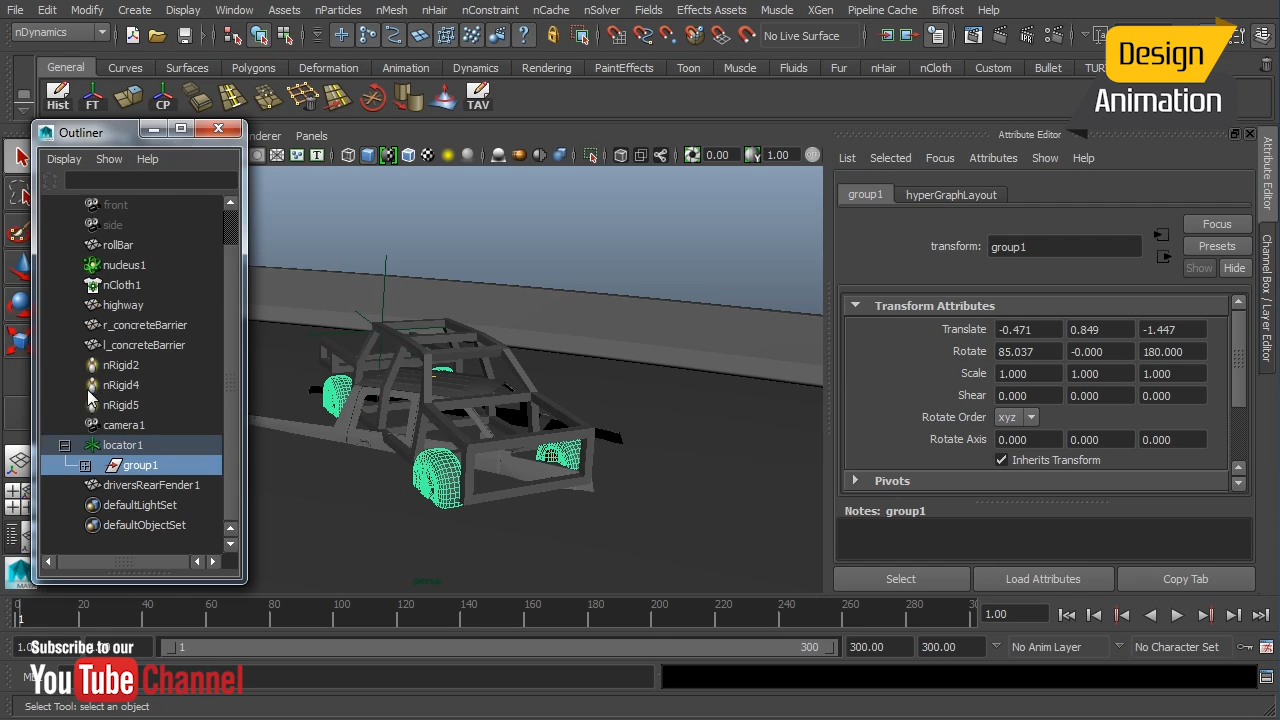 File Edit Modify Create Display Window Assets nParticles nMesh nHair nConstraint nCache nSolver Fields Effects Assets Muscle XGen Pipeline Cache Bifrost Help
nDynamics
No Live Surface
General Curves Surfaces Polygons Deformation Animation Dynamics Rendering PaintEffects Toon Muscle Fluids Fur nHair nCloth Custom Bullet TUR
Hist FT CP TAV
Design
Animation
Outliner
Display Show Help
front
side
rollBar
nucleus1
nCloth1
highway
r_concreteBarrier
l_concreteBarrier
nRigid2
nRigid4
nRigid5
camera1
locator1
group1
driversRearFender1
defaultLightSet
defaultObjectSet
Panels
0.00 1.00
persp
Attribute Editor
List Selected Focus Attributes Show Help
group1 hyperGraphLayout
transform: group1
Focus
Presets
Show Hide
Transform Attributes
Translate -0.471 0.849 -1.447
Rotate 85.037 -0.000 180.000
Scale 1.000 1.000 1.000
Shear 0.000 0.000 0.000
Rotate Order xyz
Rotate Axis 0.000 0.000 0.000
Inherits Transform
Pivots
Notes: group1
Select Load Attributes Copy Tab
Attribute Editor
ChannelBox / Layer Editor
0 20 40 60 80 100 120 140 160 180 200 220 240 260 280
1
1.00
1 300 300.00 300.00 No Anim Layer No Character Set
Subscribe to our
YouTube Channel
Select Tool: select an object